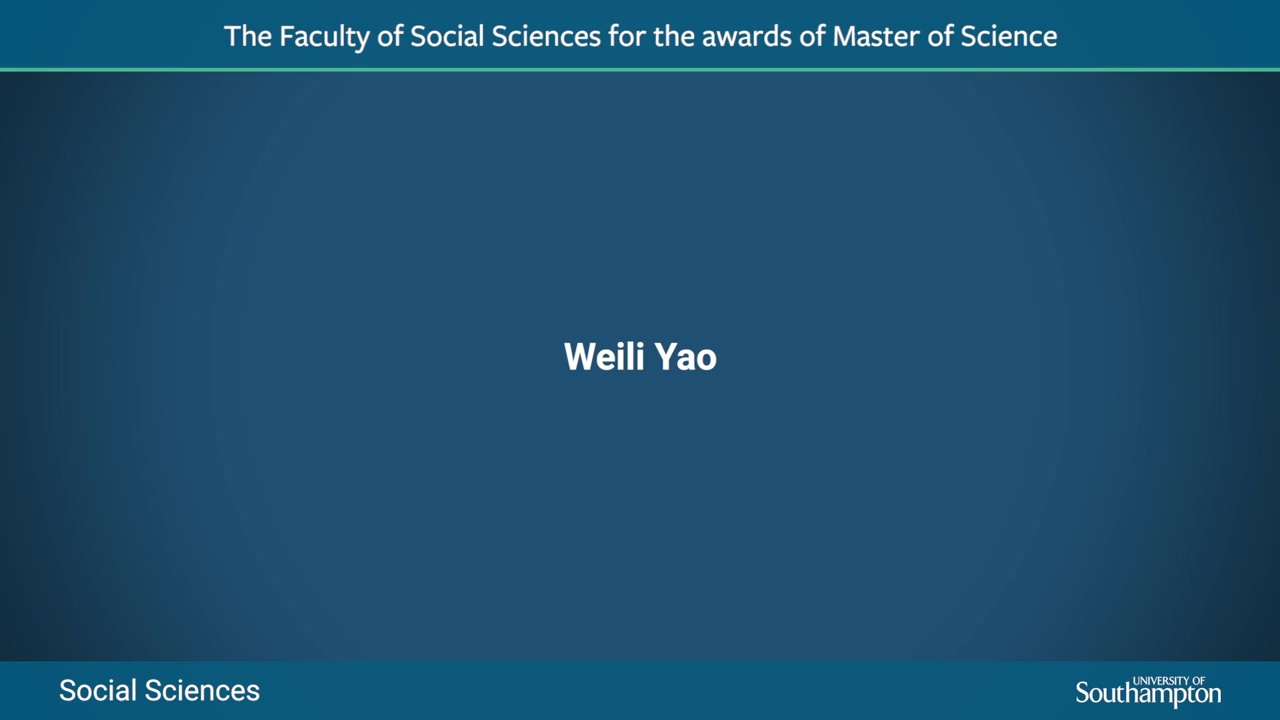 The Faculty of Social Sciences for the awards of Master of Science
Weili Yao
Social Sciences
UNIVERSITY OF
Southampton